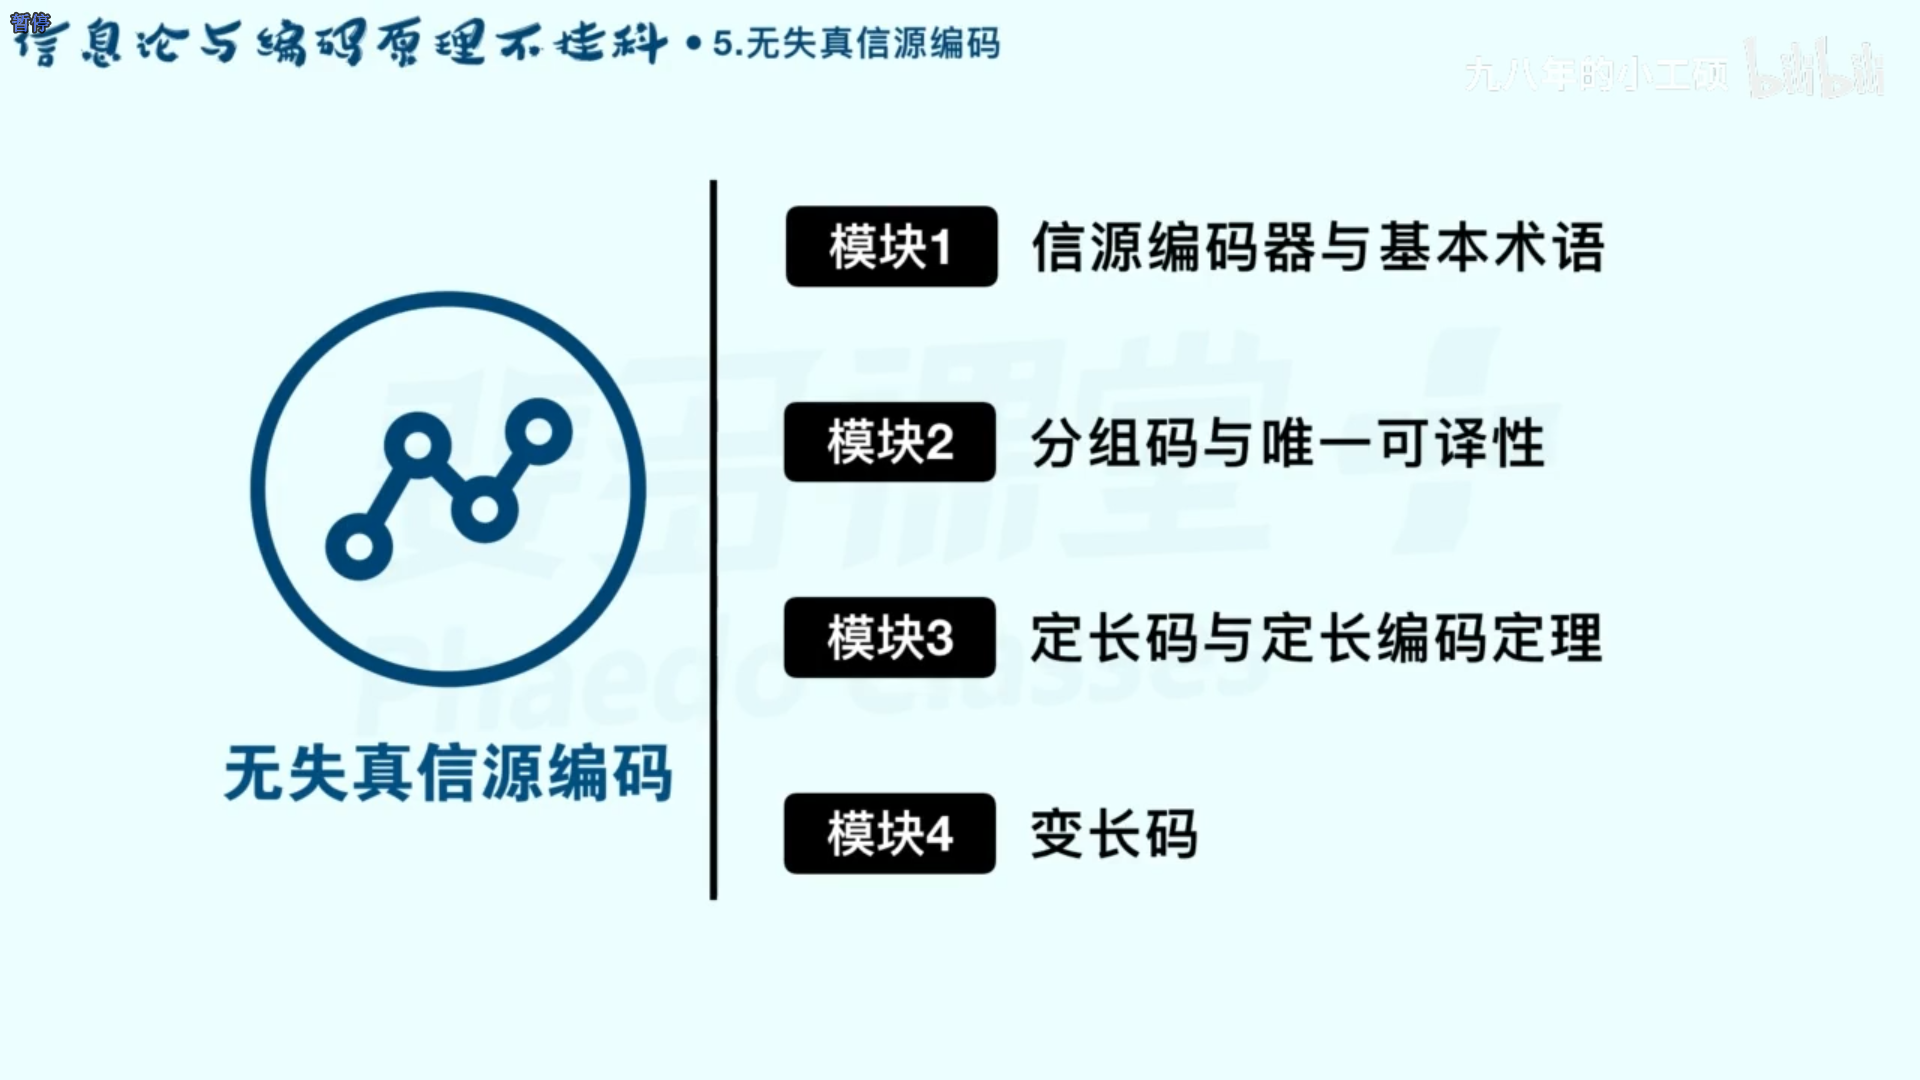 暂停
信息论与编码原理不挂科•5.无失真信源编码
九八年的小工硕 bilibili
模块1 信源编码器与基本术语
模块2 分组码与唯一可译性
模块3 定长码与定长编码定理
模块4 变长码
无失真信源编码
斐多课堂+
Phaedo Classes